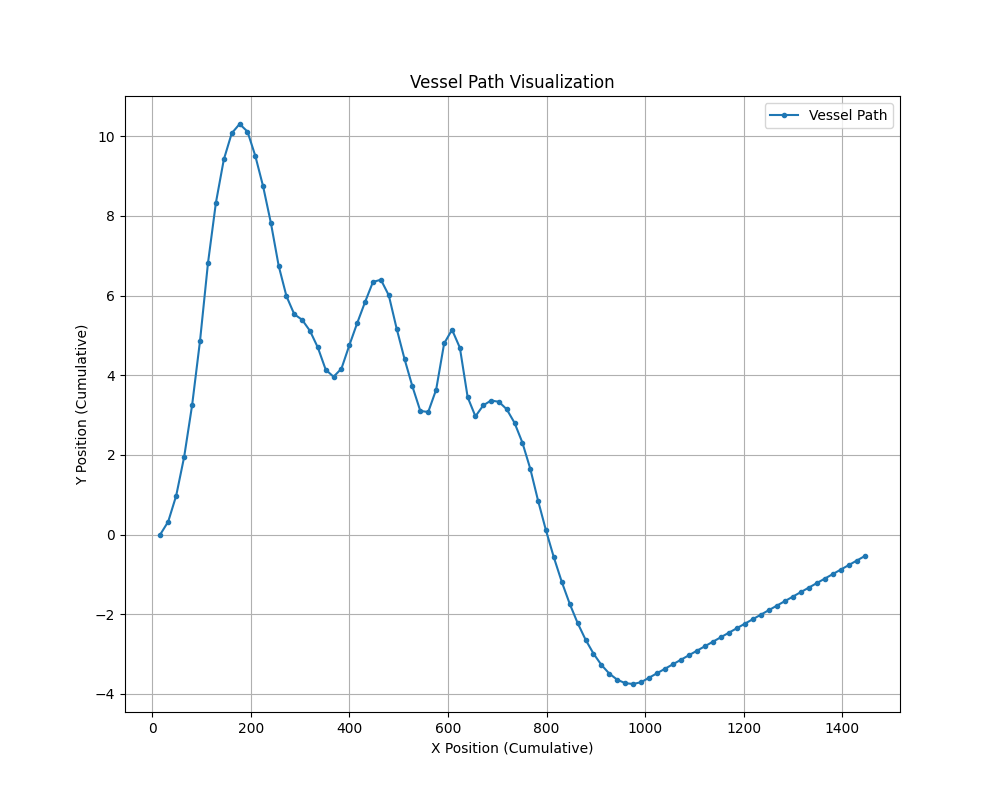 Vessel Path Visualization
Vessel Path
10
8
6
4
2
0
−2
−4
Y Position (Cumulative)
0 200 400 600 800 1000 1200 1400
X Position (Cumulative)